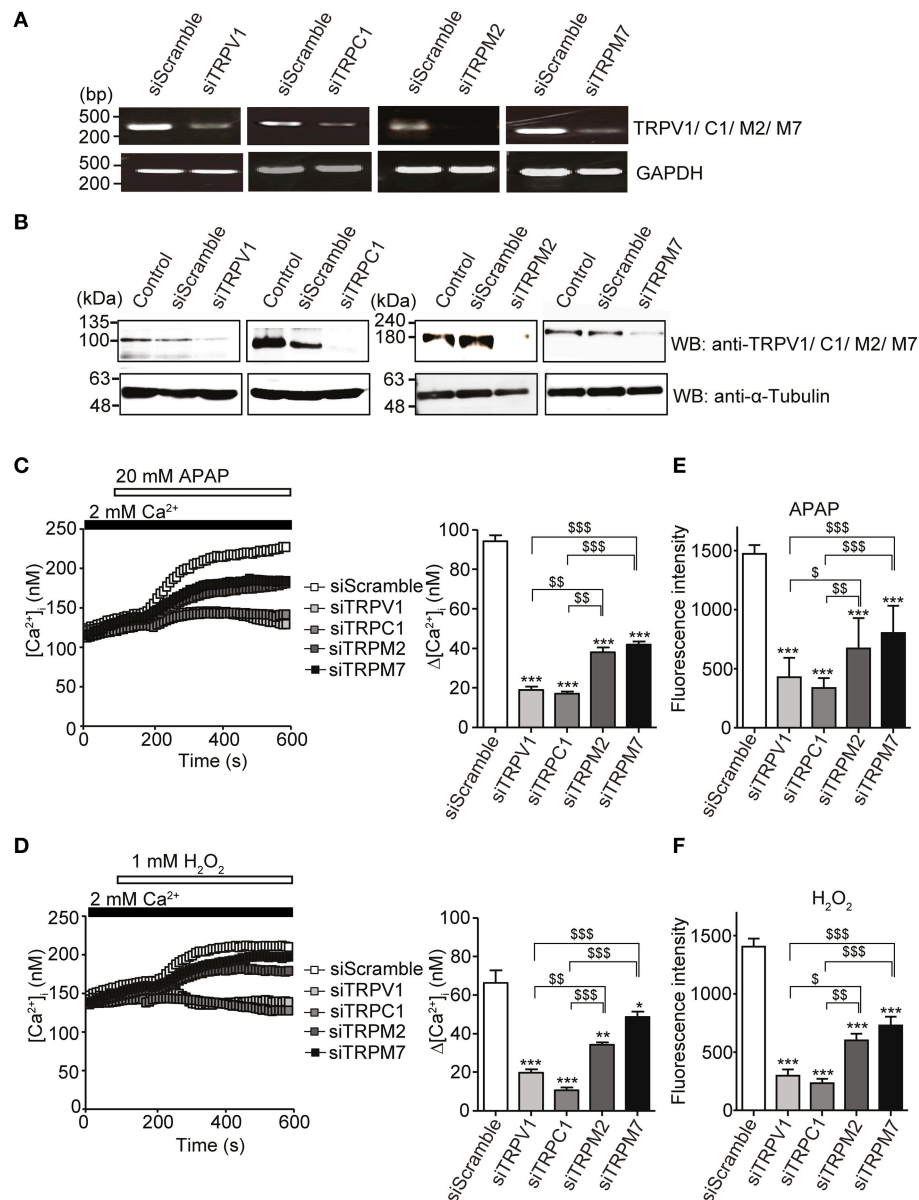 A
siScramble siTRPV1 siScramble siTRPC1 siScramble siTRPM2 siScramble siTRPM7
(bp)
500
200
TRPV1/ C1/ M2/ M7
500
200
GAPDH
B
Control siScramble siTRPV1 Control siScramble siTRPC1 Control siScramble siTRPM2 Control siScramble siTRPM7
(kDa) (kDa)
135
100
240
180
WB: anti-TRPV1/ C1/ M2/ M7
63
48
63
48
WB: anti-α-Tubulin
C
20 mM APAP
2 mM Ca²⁺
[Ca²⁺]ᵢ (nM)
250
200
150
100
50
0
0 200 400 600
Time (s)
siScramble
siTRPV1
siTRPC1
siTRPM2
siTRPM7
Δ[Ca²⁺]ᵢ (nM)
100
80
60
40
20
0
$$$
$$$
$$
$$
*** *** *** ***
siScramble siTRPV1 siTRPC1 siTRPM2 siTRPM7
E
APAP
Fluorescence intensity
1500
1000
500
0
$$$
$$$
$
$$
*** *** *** ***
siScramble siTRPV1 siTRPC1 siTRPM2 siTRPM7
D
1 mM H₂O₂
2 mM Ca²⁺
[Ca²⁺]ᵢ (nM)
250
200
150
100
50
0
0 200 400 600
Time (s)
siScramble
siTRPV1
siTRPC1
siTRPM2
siTRPM7
Δ[Ca²⁺]ᵢ (nM)
100
80
60
40
20
0
$$$
$$$
$$
$$$
*** *** ** *
siScramble siTRPV1 siTRPC1 siTRPM2 siTRPM7
F
H₂O₂
Fluorescence intensity
1500
1000
500
0
$$$
$$$
$
$$
*** *** *** ***
siScramble siTRPV1 siTRPC1 siTRPM2 siTRPM7